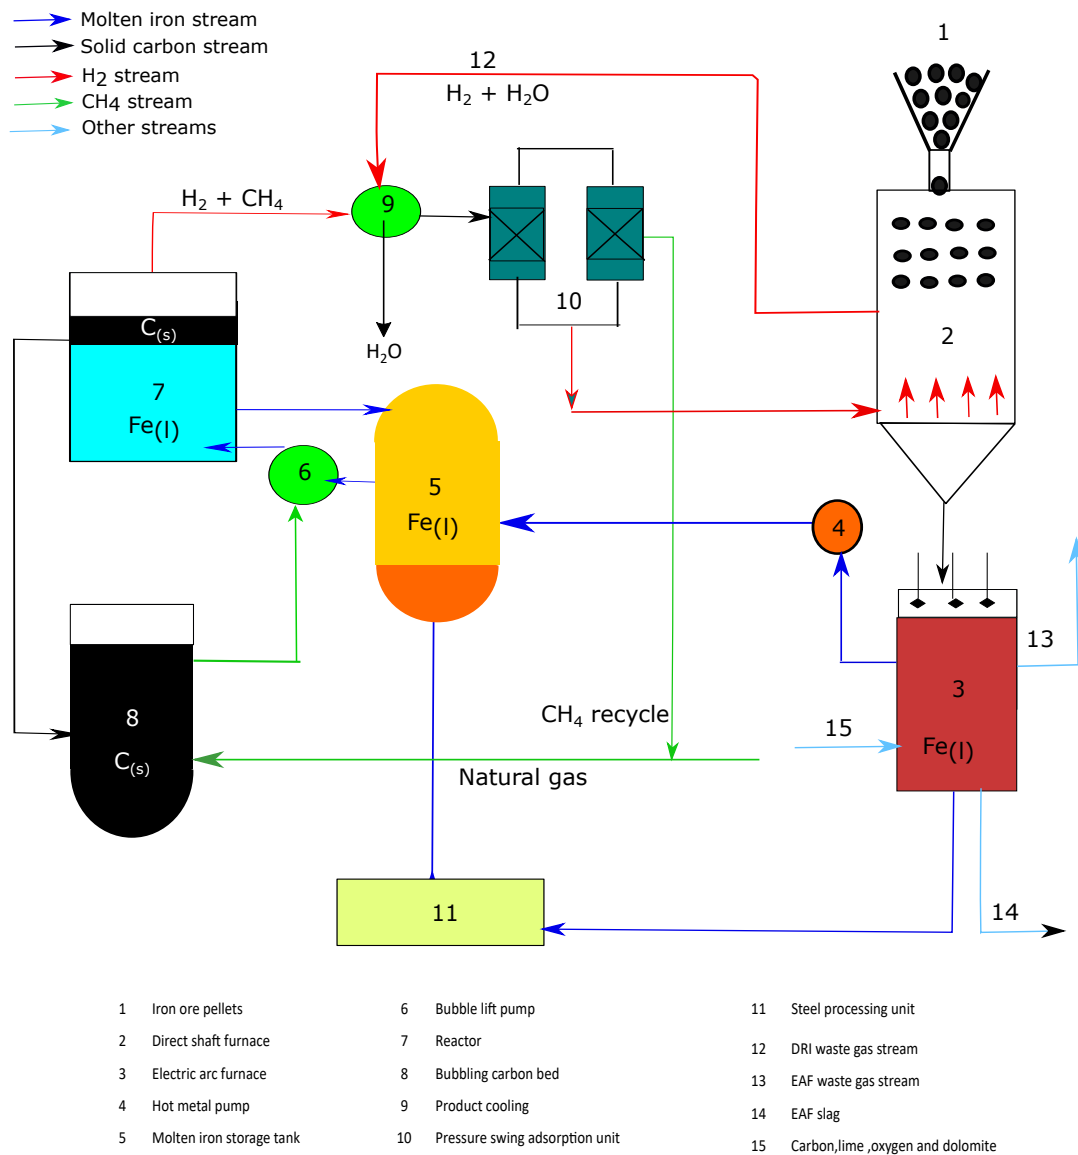 Molten iron stream
Solid carbon stream
H2 stream
CH4 stream
Other streams
1
12
H2 + H2O
H2 + CH4
9
10
H2O
2
C(s)
7
Fe(l)
6
5
Fe(l)
4
13
3
Fe(l)
15
8
C(s)
CH4 recycle
Natural gas
11
14
1 Iron ore pellets
2 Direct shaft furnace
3 Electric arc furnace
4 Hot metal pump
5 Molten iron storage tank
6 Bubble lift pump
7 Reactor
8 Bubbling carbon bed
9 Product cooling
10 Pressure swing adsorption unit
11 Steel processing unit
12 DRI waste gas stream
13 EAF waste gas stream
14 EAF slag
15 Carbon,lime ,oxygen and dolomite